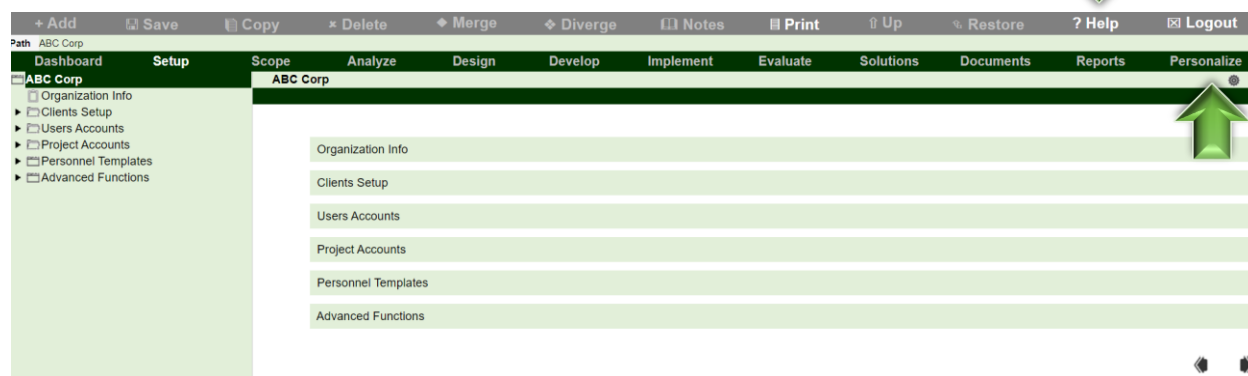 + Add Save Copy × Delete Merge Diverge Notes Print Up Restore ? Help Logout
Path ABC Corp
Dashboard Setup Scope Analyze Design Develop Implement Evaluate Solutions Documents Reports Personalize
ABC Corp
Organization Info
Clients Setup
Users Accounts
Project Accounts
Personnel Templates
Advanced Functions
ABC Corp
Organization Info
Clients Setup
Users Accounts
Project Accounts
Personnel Templates
Advanced Functions